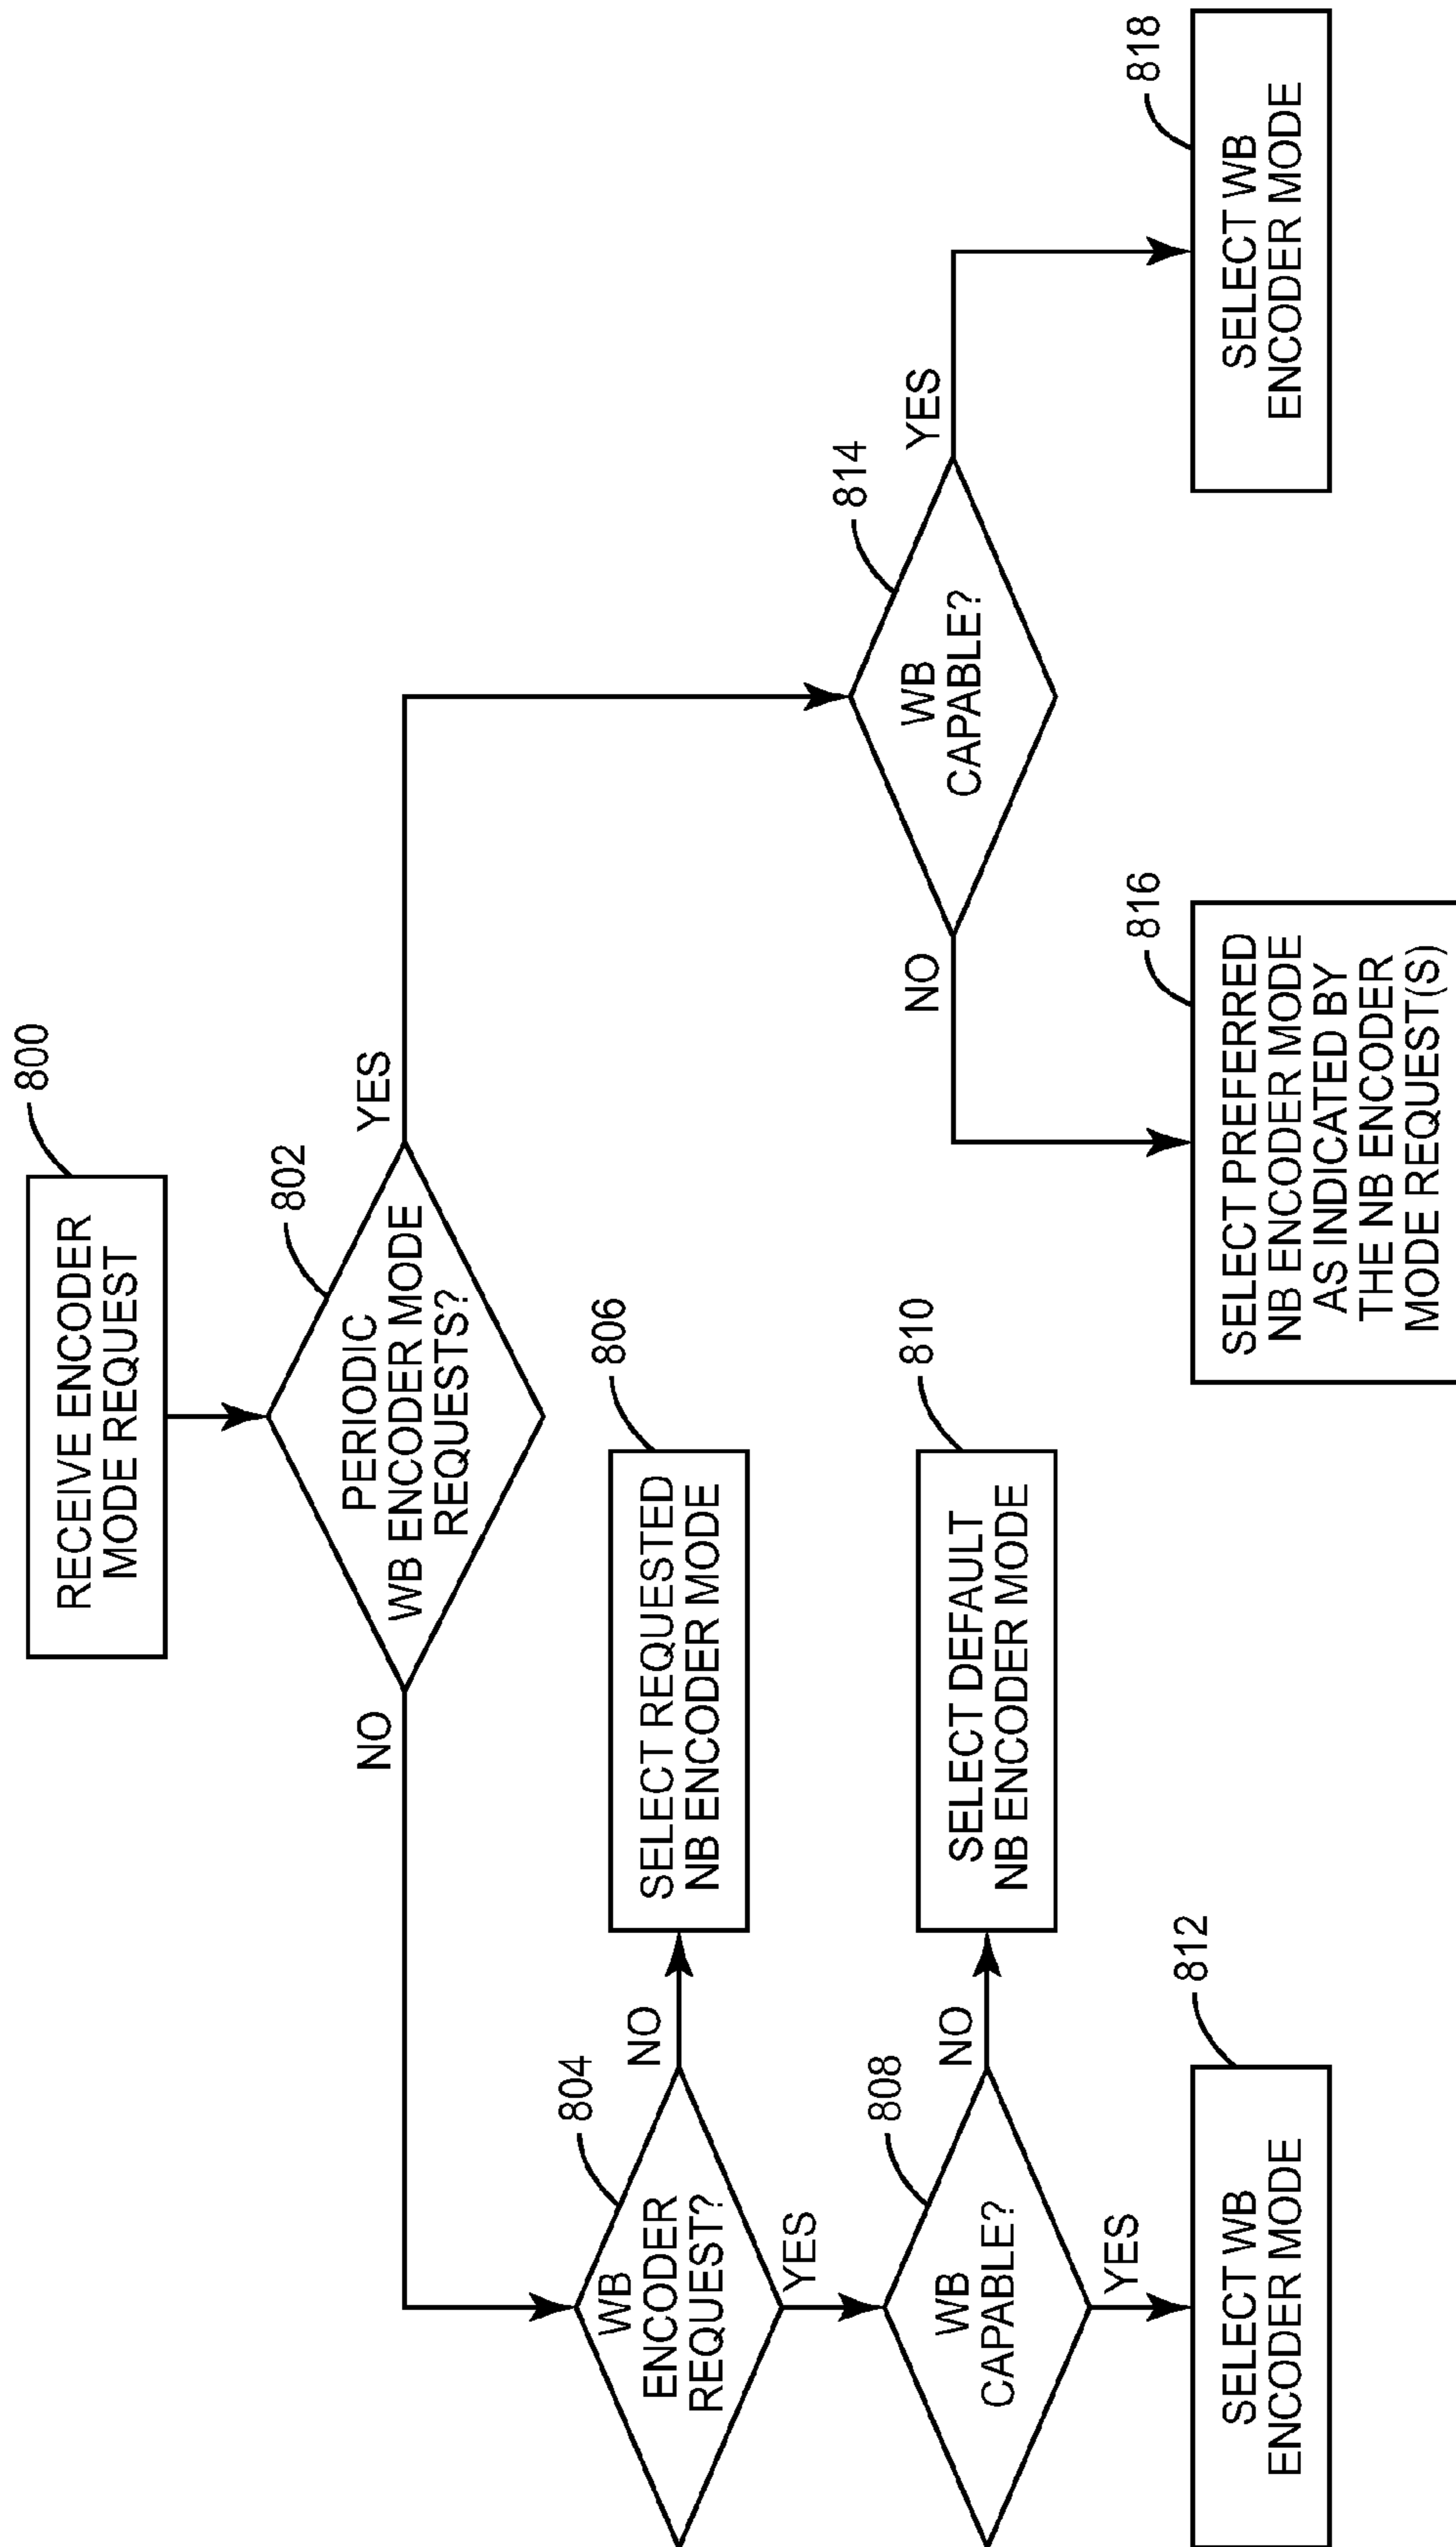 800
RECEIVE ENCODER
MODE REQUEST
802
PERIODIC
WB ENCODER MODE
REQUESTS?
NO
YES
804
WB
ENCODER
REQUEST?
NO
806
SELECT REQUESTED
NB ENCODER MODE
YES
808
WB
CAPABLE?
NO
810
SELECT DEFAULT
NB ENCODER MODE
YES
812
SELECT WB
ENCODER MODE
814
WB
CAPABLE?
NO
YES
816
SELECT PREFERRED
NB ENCODER MODE
AS INDICATED BY
THE NB ENCODER
MODE REQUEST(S)
818
SELECT WB
ENCODER MODE